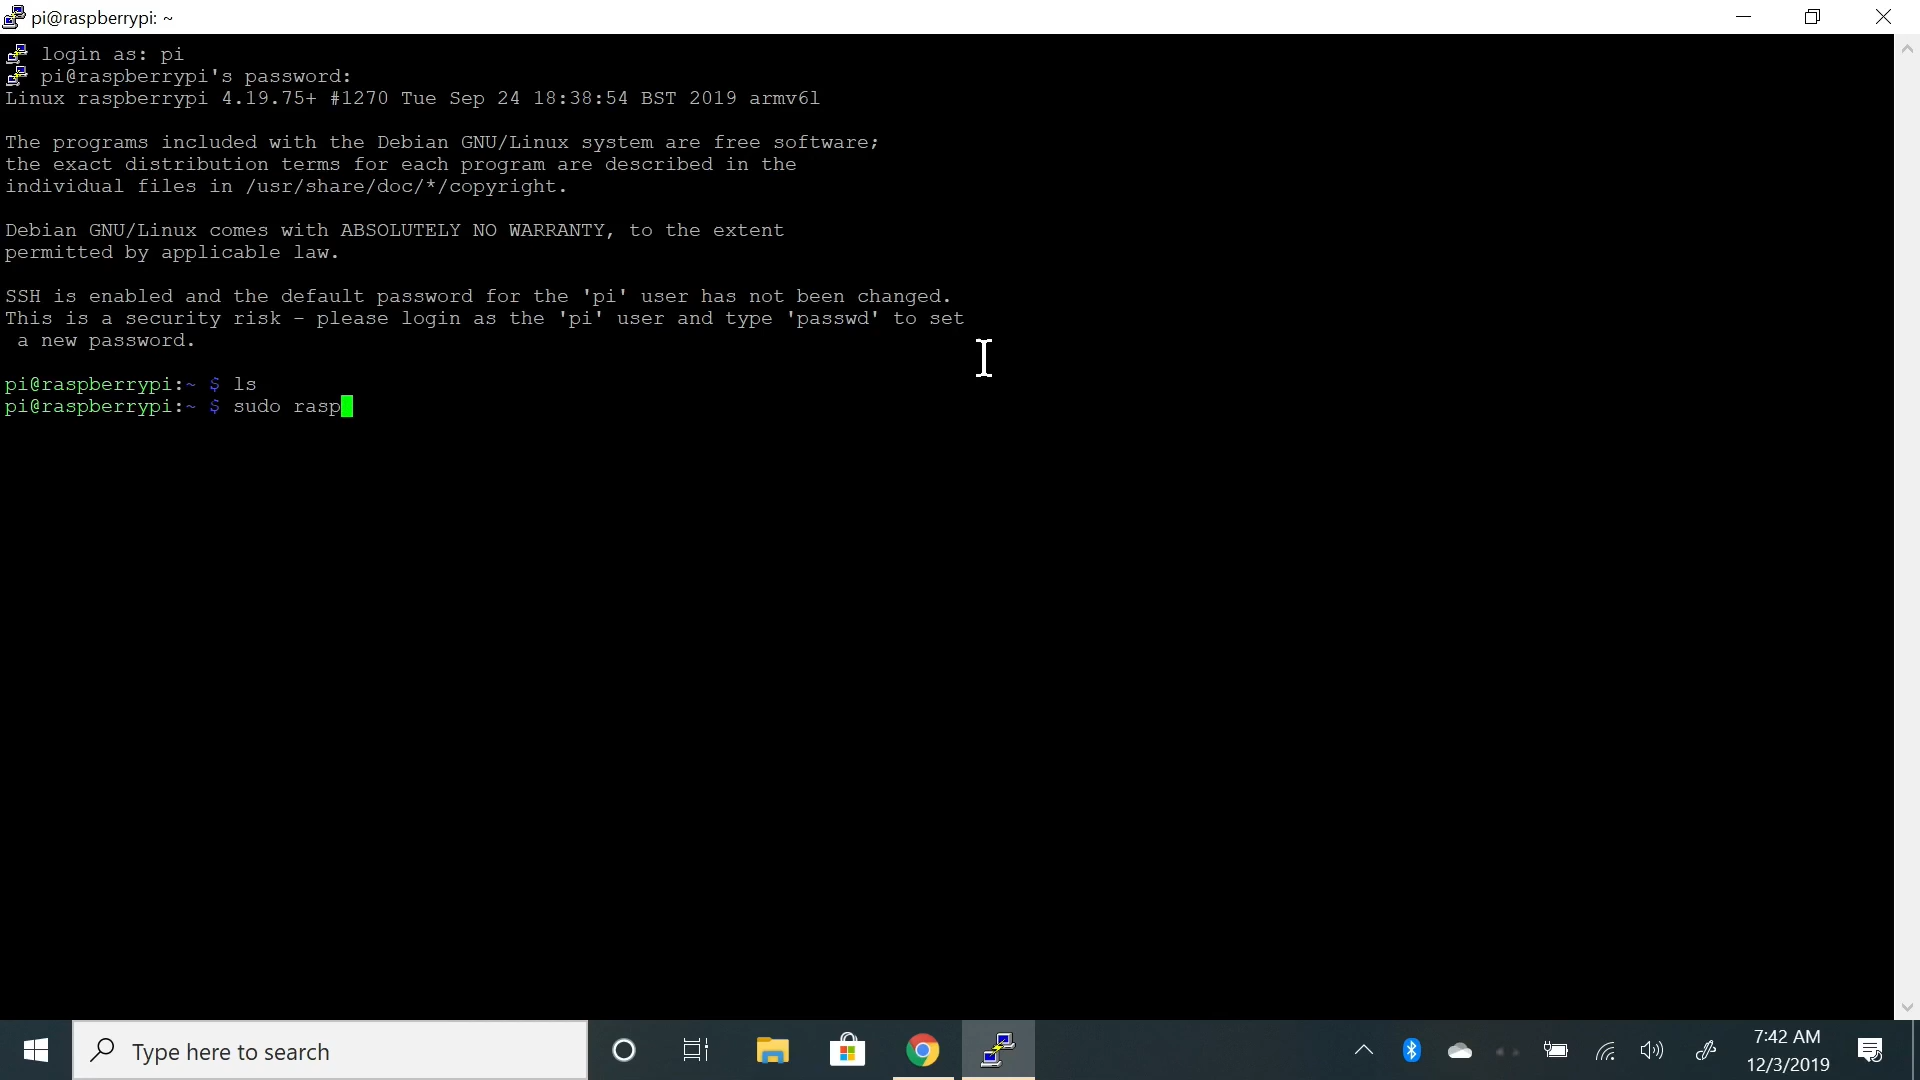 pi@raspberrypi: ~
login as: pi
pi@raspberrypi's password:
Linux raspberrypi 4.19.75+ #1270 Tue Sep 24 18:38:54 BST 2019 armv6l
The programs included with the Debian GNU/Linux system are free software;
the exact distribution terms for each program are described in the
individual files in /usr/share/doc/*/copyright.
Debian GNU/Linux comes with ABSOLUTELY NO WARRANTY, to the extent
permitted by applicable law.
SSH is enabled and the default password for the 'pi' user has not been changed.
This is a security risk - please login as the 'pi' user and type 'passwd' to set
a new password.
pi@raspberrypi:~ $ ls
pi@raspberrypi:~ $ sudo rasp
Type here to search
7:42 AM
12/3/2019